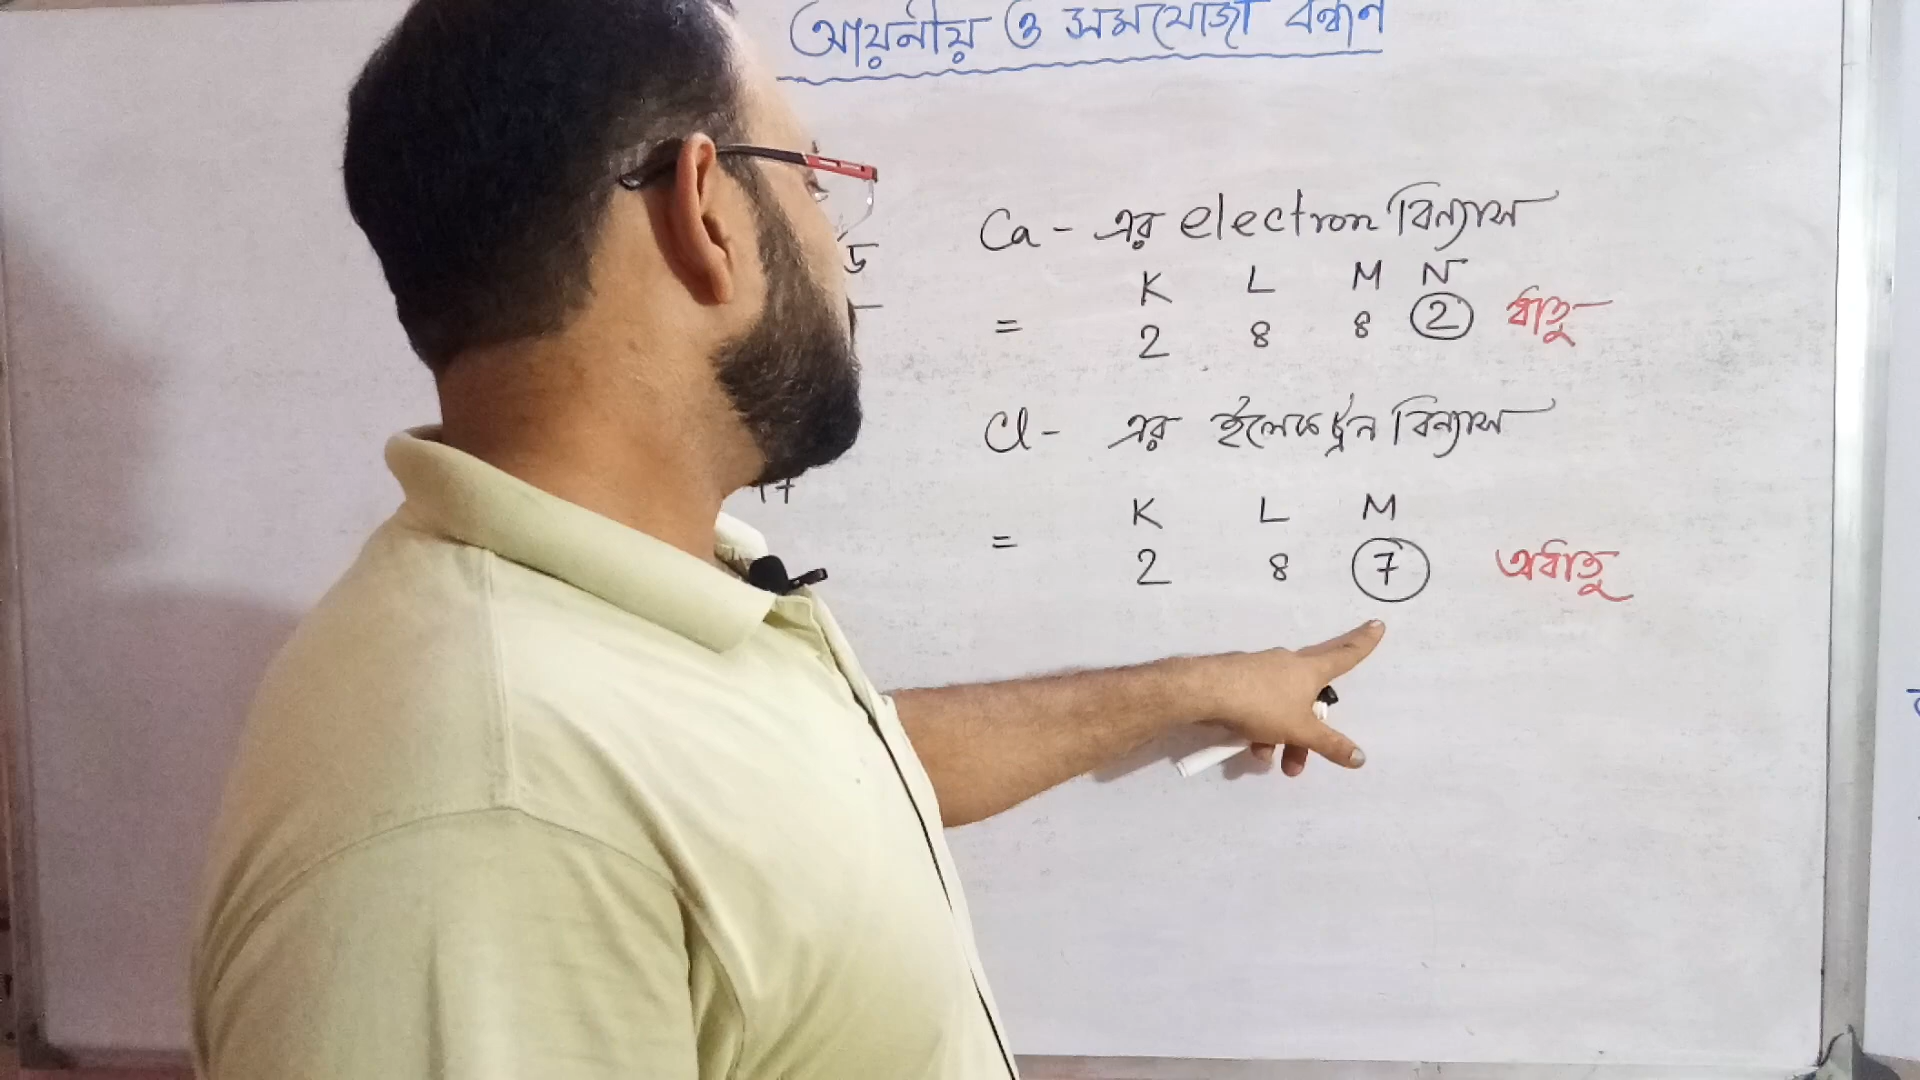 আয়নীয় ও সমযোজী বন্ধন
ড
Ca - এর electron বিন্যাস
K L M N
= 2 8 8 2 ধাতু
Cl - এর ইলেকট্রন বিন্যাস
17
K L M
= 2 8 7 অধাতু